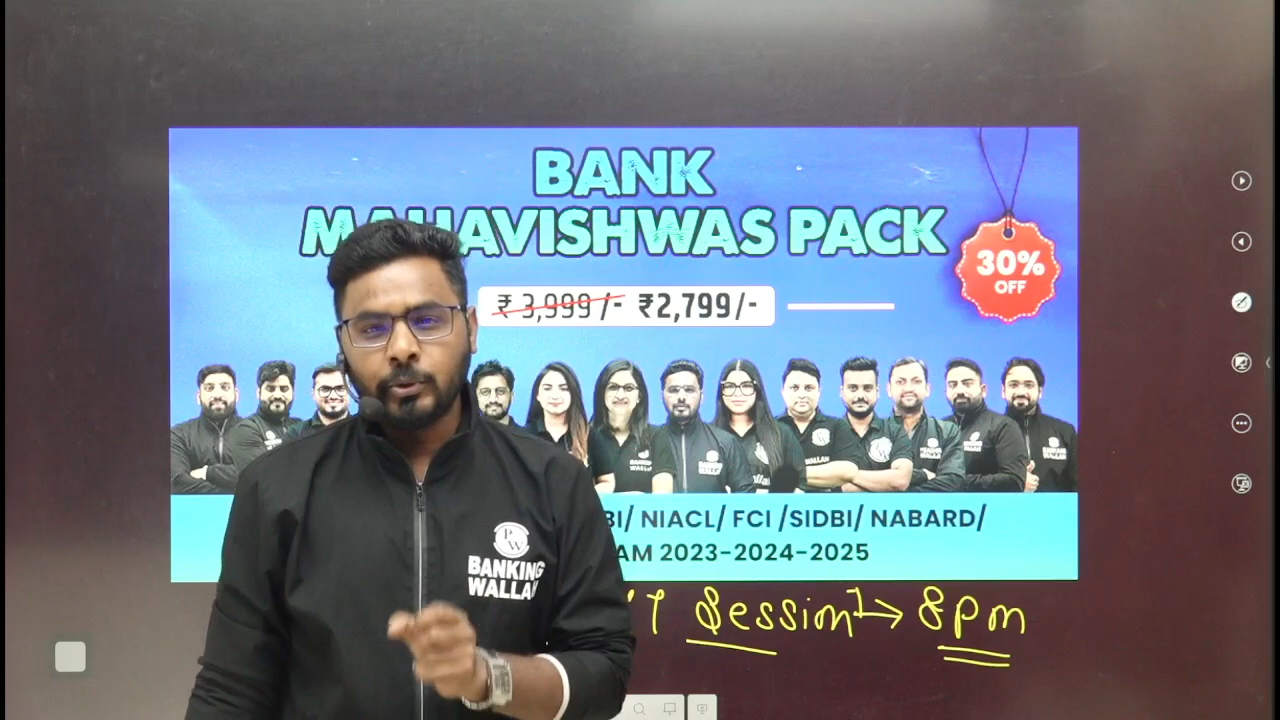 BANK
MAHAVISHWAS PACK
30%
OFF
₹ 3,999/- ₹2,799/-
BI/ NIACL/ FCI /SIDBI/ NABARD/
AM 2023-2024-2025
Session → 8pm
PW
BANKING
WALLAH